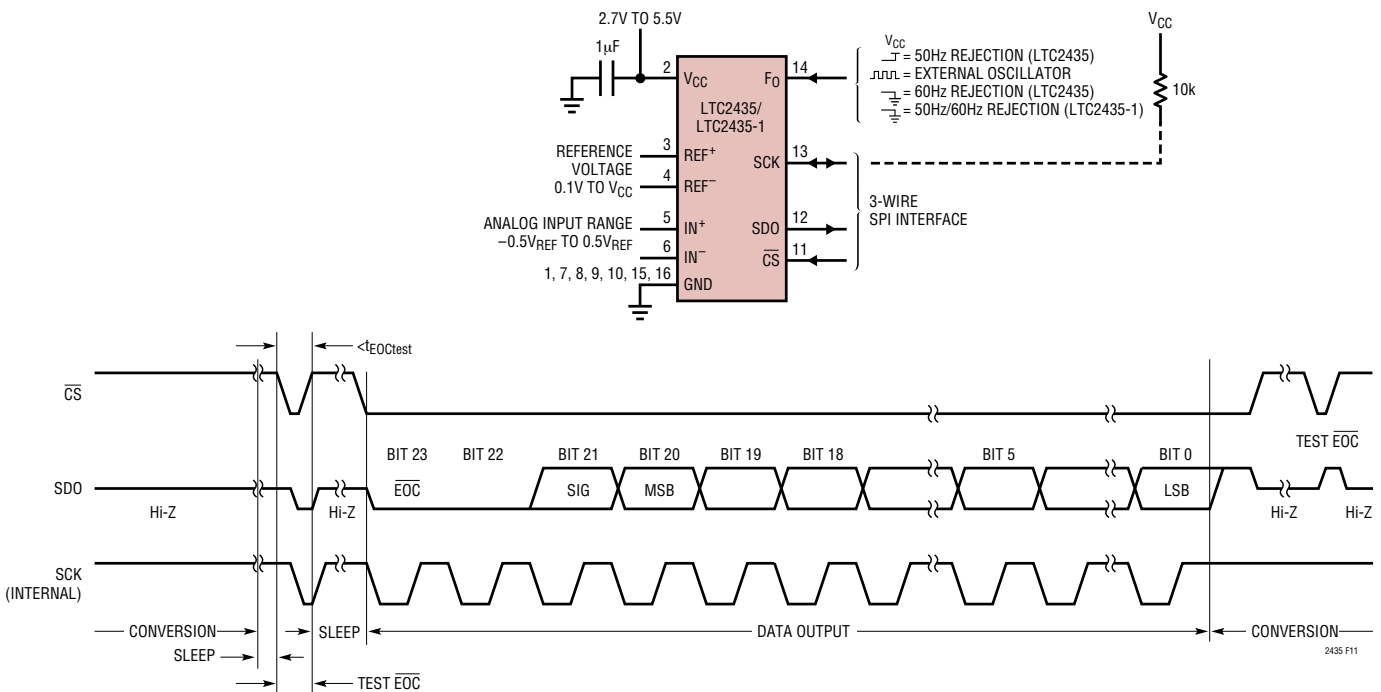 2.7V TO 5.5V
1µF
2
VCC
LTC2435/
LTC2435-1
FO
14
VCC
= 50Hz REJECTION (LTC2435)
= EXTERNAL OSCILLATOR
= 60Hz REJECTION (LTC2435)
= 50Hz/60Hz REJECTION (LTC2435-1)
VCC
10k
REFERENCE
VOLTAGE
0.1V TO VCC
3
REF+
4
REF−
SCK
13
ANALOG INPUT RANGE
−0.5VREF TO 0.5VREF
5
IN+
6
IN−
SDO
12
CS
11
3-WIRE
SPI INTERFACE
1, 7, 8, 9, 10, 15, 16
GND
<tEOCtest
CS
TEST EOC
BIT 23
BIT 22
BIT 21
BIT 20
BIT 19
BIT 18
BIT 5
BIT 0
SDO
EOC
SIG
MSB
LSB
Hi-Z
Hi-Z
Hi-Z
Hi-Z
SCK
(INTERNAL)
CONVERSION
SLEEP
DATA OUTPUT
CONVERSION
SLEEP
2435 F11
TEST EOC